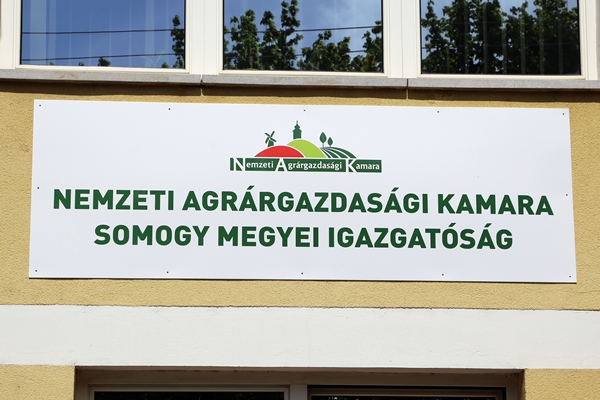 Nemzeti Agrárgazdasági Kamara
NEMZETI AGRÁRGAZDASÁGI KAMARA
SOMOGY MEGYEI IGAZGATÓSÁG